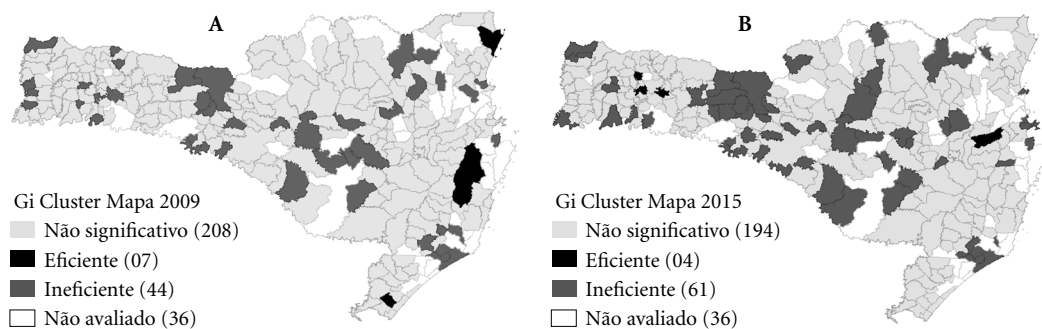 A
Gi Cluster Mapa 2009
Não significativo (208)
Eficiente (07)
Ineficiente (44)
Não avaliado (36)
B
Gi Cluster Mapa 2015
Não significativo (194)
Eficiente (04)
Ineficiente (61)
Não avaliado (36)